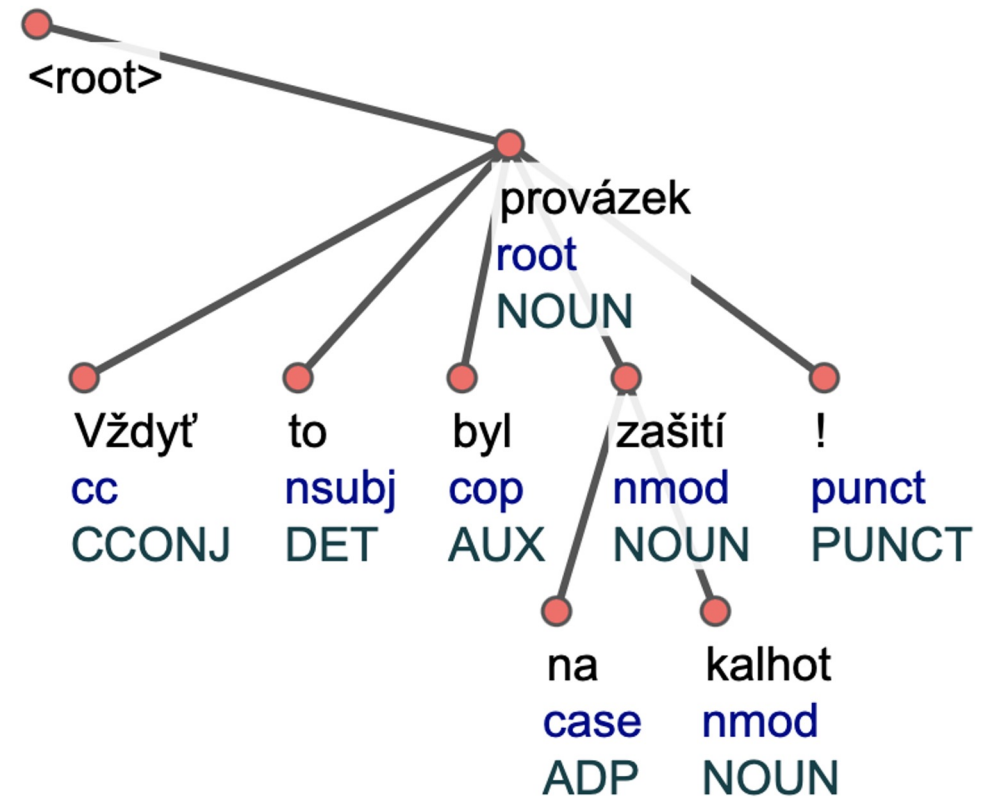 <root>
provázek
root
NOUN
Vždyť to byl zašití !
cc nsubj cop nmod punct
CCONJ DET AUX NOUN PUNCT
na kalhot
case nmod
ADP NOUN